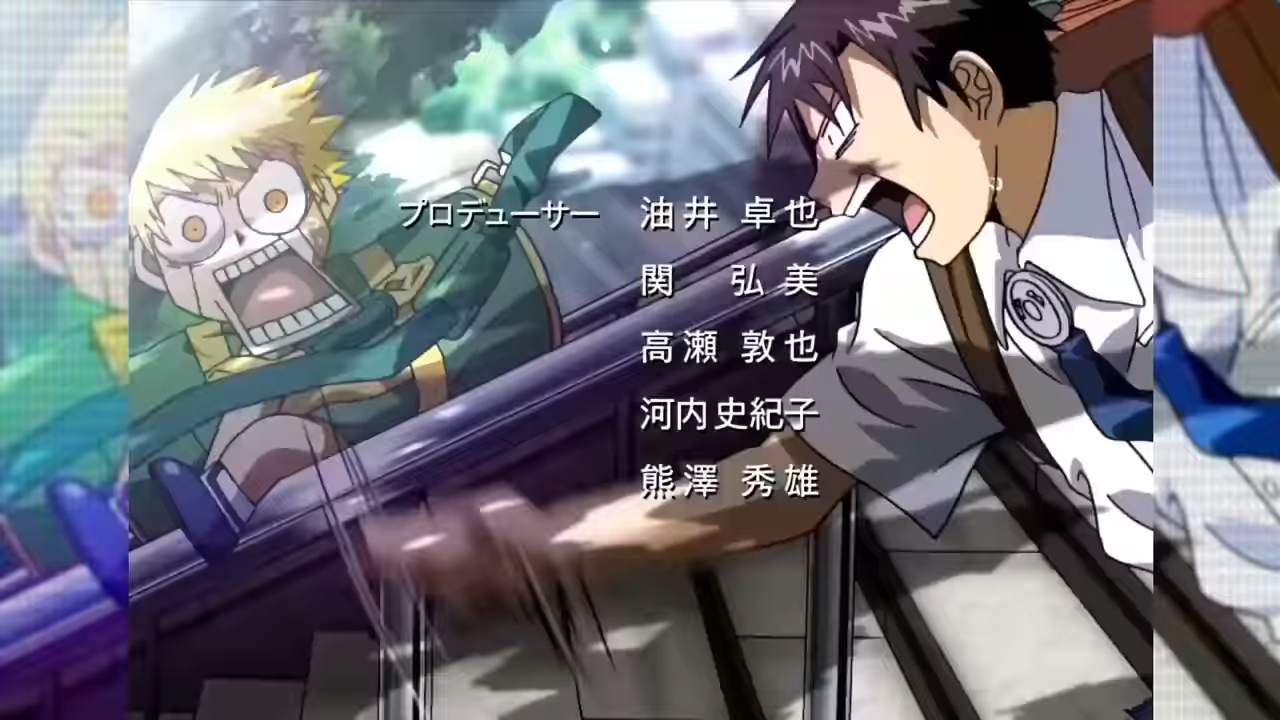 プロデューサー 油井 卓也
関 弘美
高瀬 敦也
河内史紀子
熊澤 秀雄